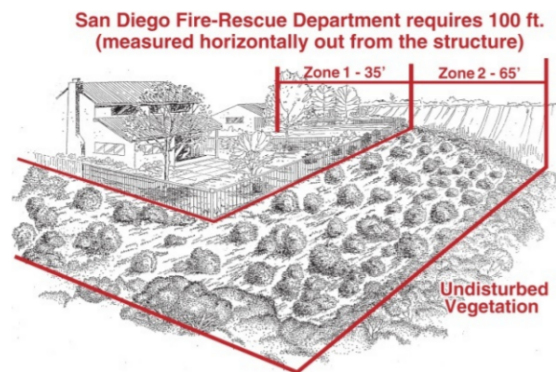 San Diego Fire-Rescue Department requires 100 ft.
(measured horizontally out from the structure)
Zone 1 - 35' Zone 2 - 65'
Undisturbed
Vegetation